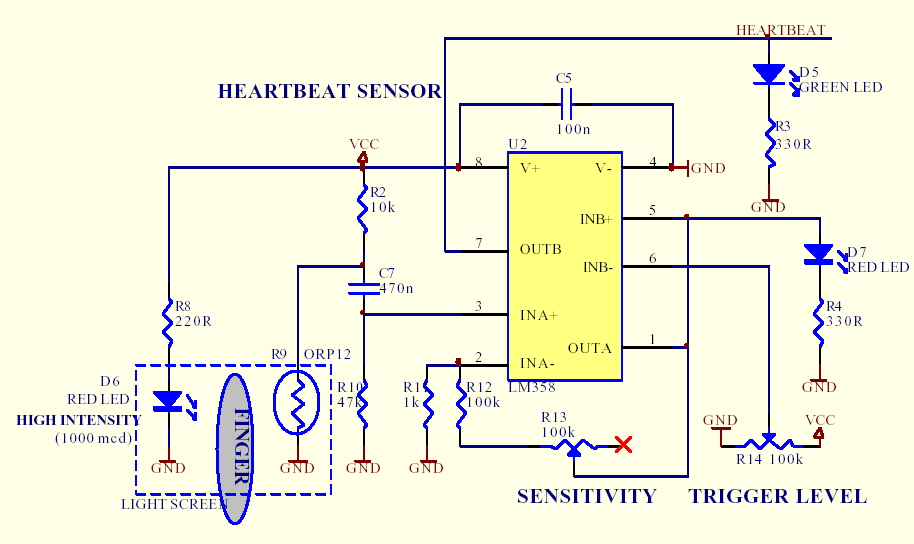 HEARTBEAT
D5
GREEN LED
C5
HEARTBEAT SENSOR
100n
R3
330R
U2
VCC
8
V+
V-
4
GND
R2
10k
GND
INB+
5
7
OUTB
D7
RED LED
INB-
6
C7
470n
R8
220R
3
INA+
R4
330R
OUTA
1
R9
ORP12
2
INA-
D6
RED LED
HIGH INTENSITY
(1000 mcd)
FINGER
R10
47k
R1
1k
R12
100k
LM358
GND
R13
100k
GND
VCC
R14 100k
GND
GND
GND
GND
LIGHT SCREEN
SENSITIVITY
TRIGGER LEVEL